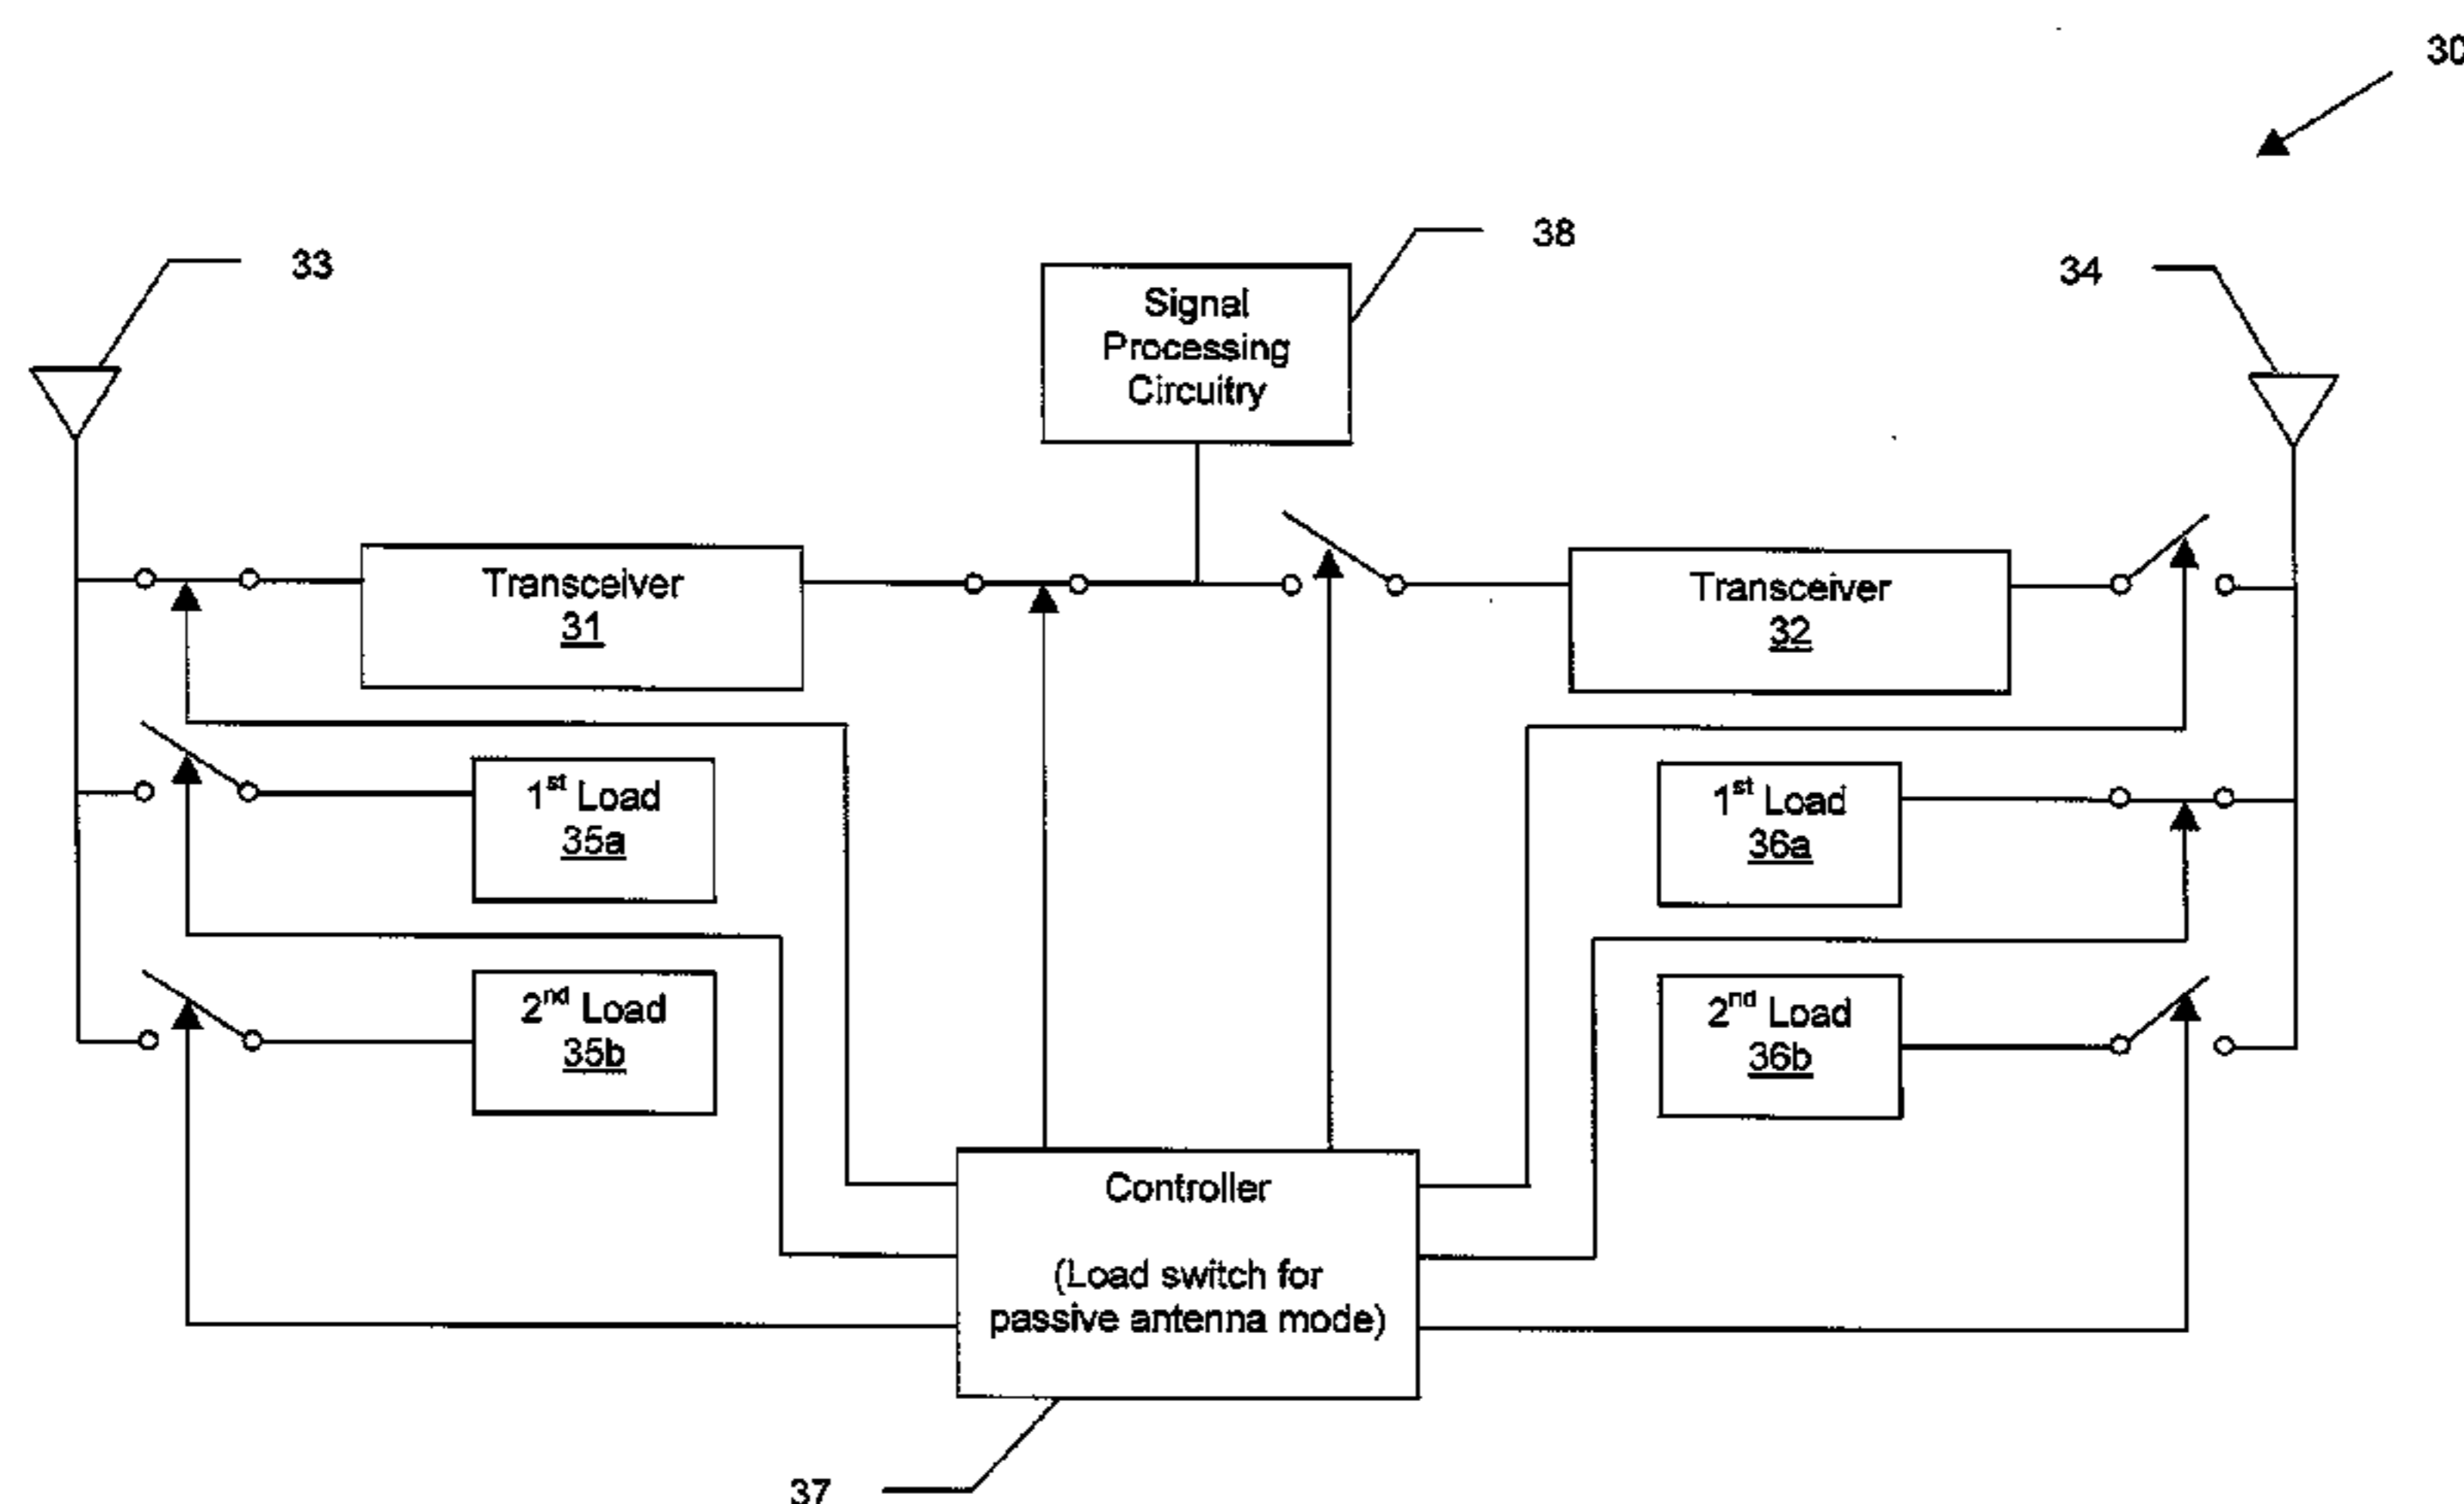 30
38
33
34
Signal
Processing
Circuitry
Transceiver
31
Transceiver
32
1st Load
35a
1st Load
36a
2nd Load
35b
2nd Load
36b
Controller
(Load switch for
passive antenna mode)
37